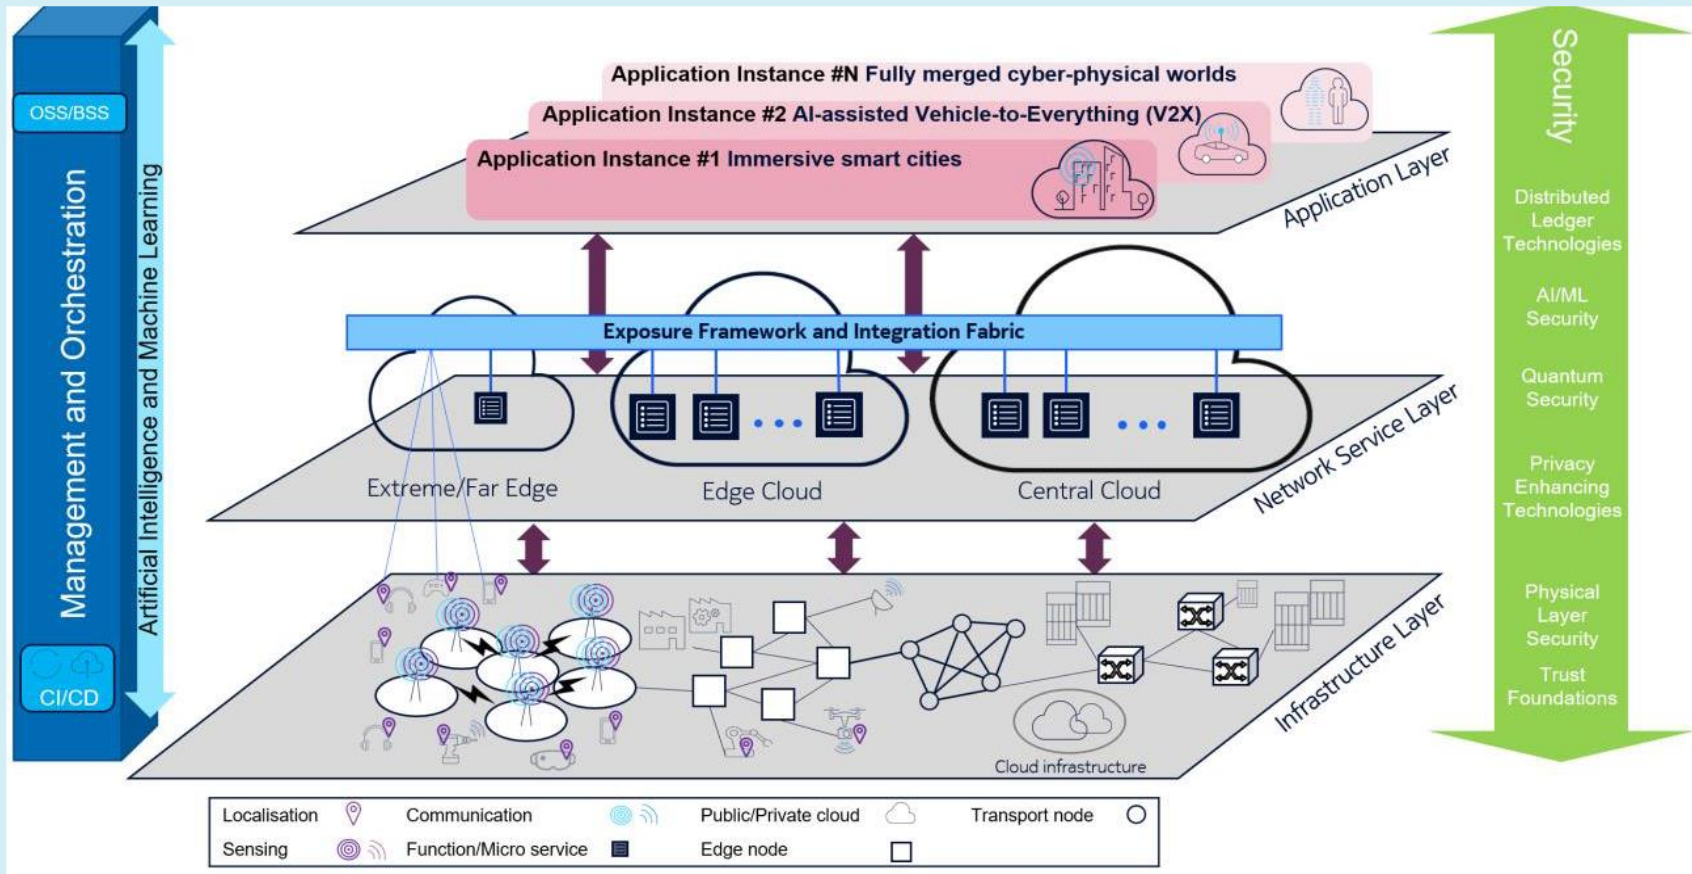 OSS/BSS
Management and Orchestration
CI/CD
Artificial Intelligence and Machine Learning
Application Instance #N Fully merged cyber-physical worlds
Application Instance #2 AI-assisted Vehicle-to-Everything (V2X)
Application Instance #1 Immersive smart cities
Application Layer
Exposure Framework and Integration Fabric
Extreme/Far Edge
Edge Cloud
Central Cloud
Network Service Layer
Cloud infrastructure
Infrastructure Layer
Security
Distributed
Ledger
Technologies
AI/ML
Security
Quantum
Security
Privacy
Enhancing
Technologies
Physical
Layer
Security
Trust
Foundations
Localisation
Communication
Public/Private cloud
Transport node
Sensing
Function/Micro service
Edge node